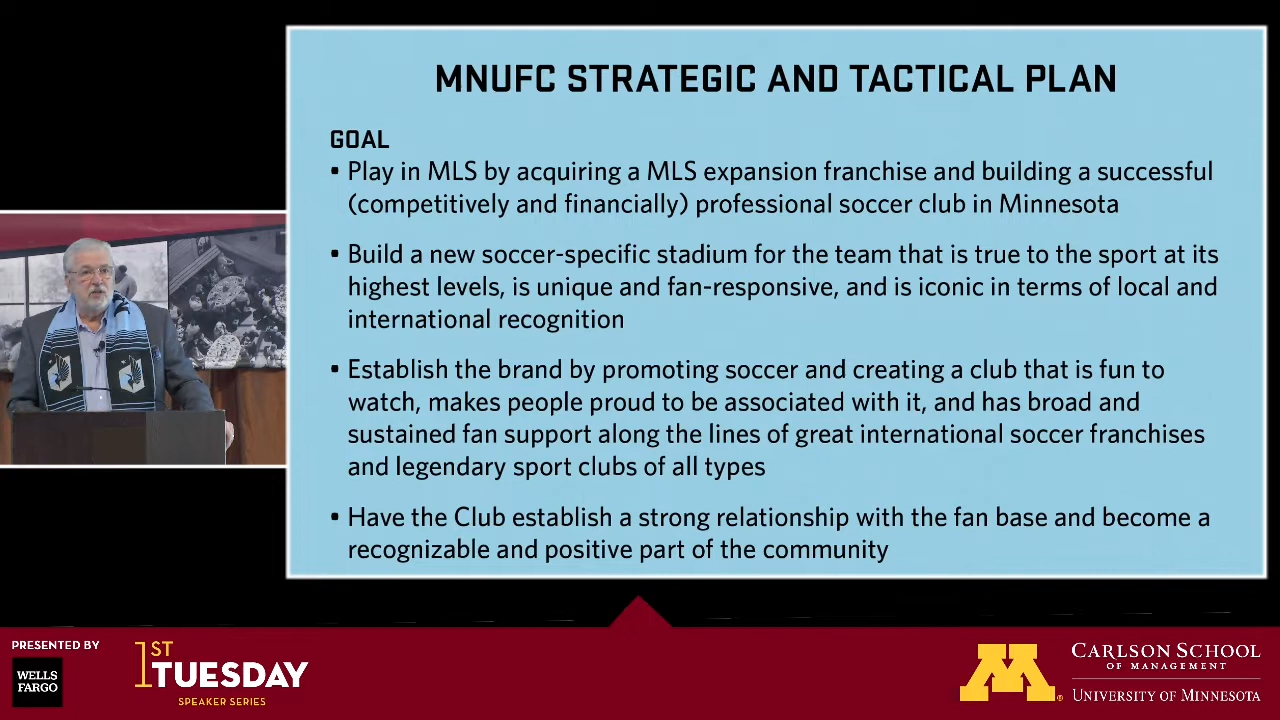 MNUFC STRATEGIC AND TACTICAL PLAN
GOAL
• Play in MLS by acquiring a MLS expansion franchise and building a successful
(competitively and financially) professional soccer club in Minnesota
• Build a new soccer-specific stadium for the team that is true to the sport at its
highest levels, is unique and fan-responsive, and is iconic in terms of local and
international recognition
• Establish the brand by promoting soccer and creating a club that is fun to
watch, makes people proud to be associated with it, and has broad and
sustained fan support along the lines of great international soccer franchises
and legendary sport clubs of all types
• Have the Club establish a strong relationship with the fan base and become a
recognizable and positive part of the community
PRESENTED BY
WELLS
FARGO
1ST
TUESDAY
SPEAKER SERIES
M®
CARLSON SCHOOL
OF MANAGEMENT
UNIVERSITY OF MINNESOTA